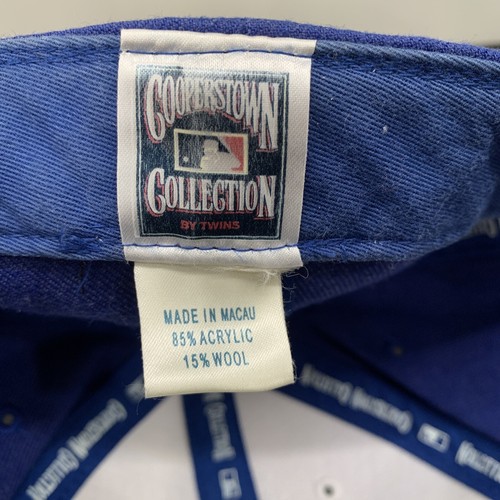 COOPERSTOWN
COLLECTION
BY TWINS
MADE IN MACAU
85% ACRYLIC
15% WOOL